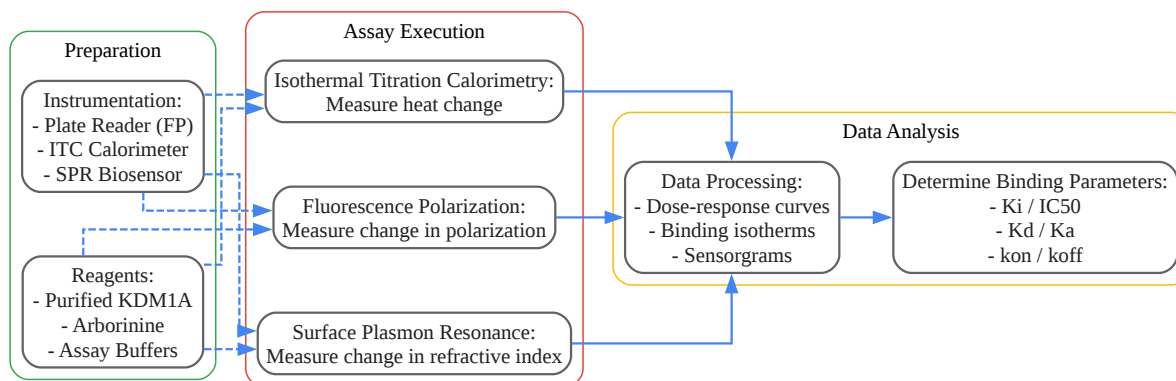 Preparation
Instrumentation:
- Plate Reader (FP)
- ITC Calorimeter
- SPR Biosensor
Reagents:
- Purified KDM1A
- Arborinine
- Assay Buffers
Assay Execution
Isothermal Titration Calorimetry:
Measure heat change
Fluorescence Polarization:
Measure change in polarization
Surface Plasmon Resonance:
Measure change in refractive index
Data Analysis
Data Processing:
- Dose-response curves
- Binding isotherms
- Sensorgrams
Determine Binding Parameters:
- Ki / IC50
- Kd / Ka
- kon / koff